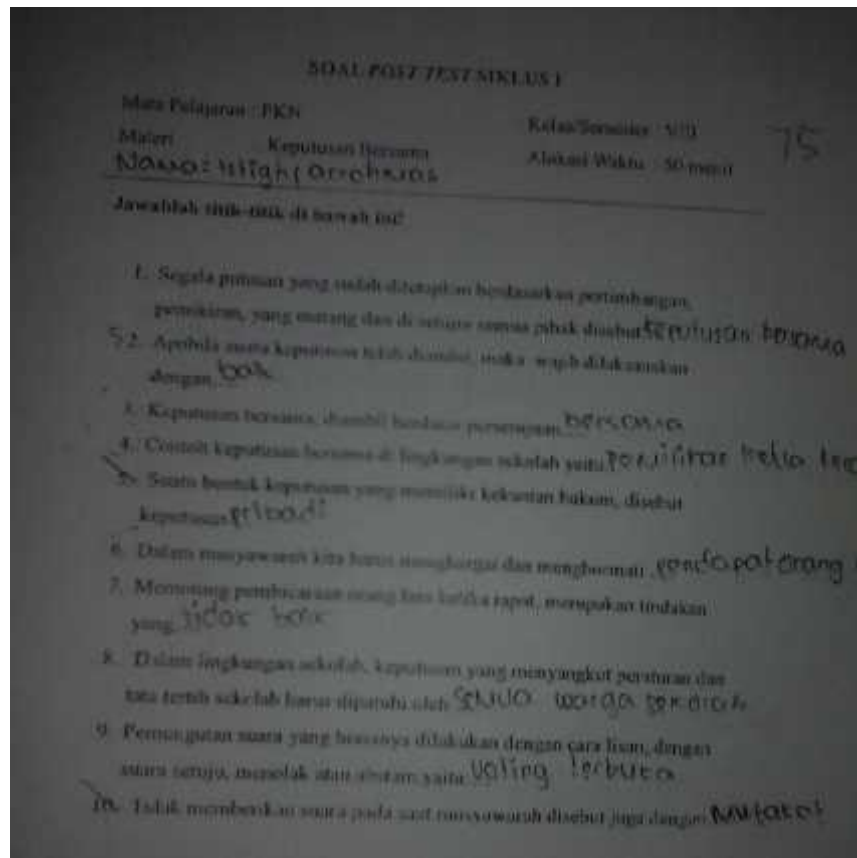 SOAL POST TEST SIKLUS I
Mata Pelajaran : PKN
Kelas/Semester : V/II
75
Materi Keputusan Bersama
Alokasi Waktu : 50 menit
Nama =
Jawablah titik-titik di bawah ini!
1. Segala putusan yang sudah ditetapkan berdasarkan pertimbangan,
pemikiran, yang matang dan di setujui semua pihak disebut keputusan bersama
2. Apabila suatu keputusan telah diambil, maka wajib dilaksanakan
dengan baik
3. Keputusan bersama, diambil berdasar persetujuan bersama
4. Contoh keputusan bersama di lingkungan sekolah yaitu
5. Suatu bentuk keputusan yang memiliki kekuatan hukum, disebut
keputusan pribadi
6. Dalam musyawarah kita harus menghargai dan menghormati pendapat orang
7. Memotong pembicaraan orang lain ketika rapat, merupakan tindakan
yang tidak baik
8. Dalam lingkungan sekolah, keputusan yang menyangkut peraturan dan
tata tertib sekolah harus dipatuhi oleh semua warga sekolah
9. Pemungutan suara yang biasanya dilakukan dengan cara lisan, dengan
suara setuju, menolak atau abstain yaitu voting terbuka
10. Tidak memberikan suara pada saat musyawarah disebut juga dengan Mufakat